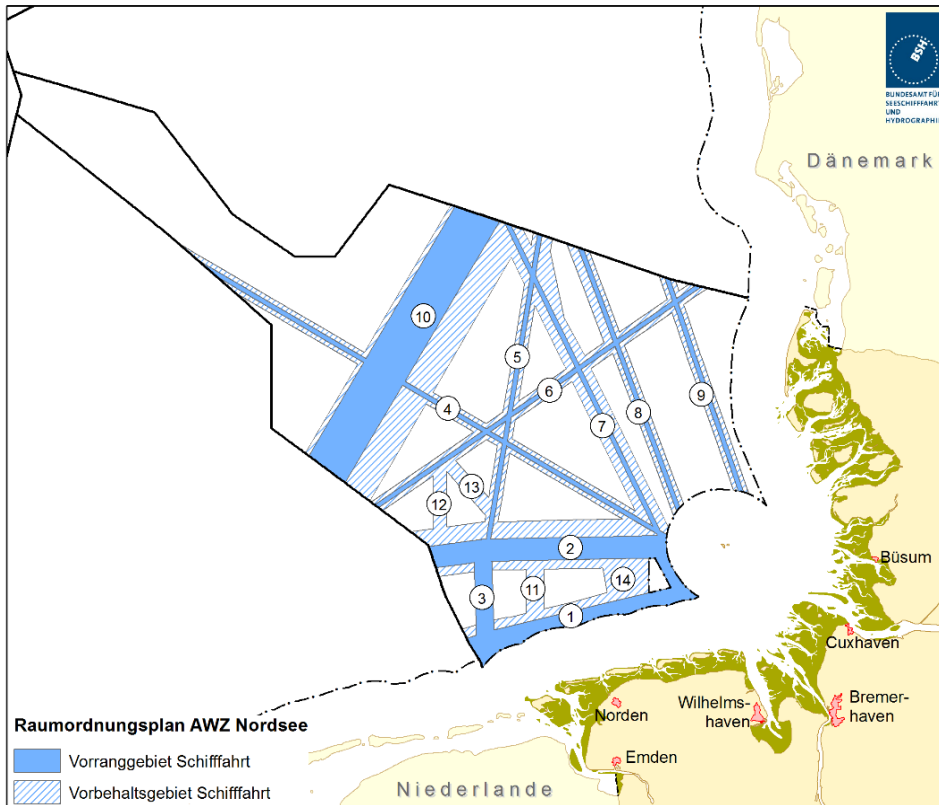 BSH
BUNDESAMT FÜR
SEESCHIFFFAHRT
UND
HYDROGRAPHIE
Dänemark
10
5
6
4
8
9
7
13
12
2
14
11
3
1
Büsum
Cuxhaven
Norden
Wilhelms-
haven
Bremer-
haven
Emden
Niederlande
Raumordnungsplan AWZ Nordsee
Vorranggebiet Schifffahrt
Vorbehaltsgebiet Schifffahrt